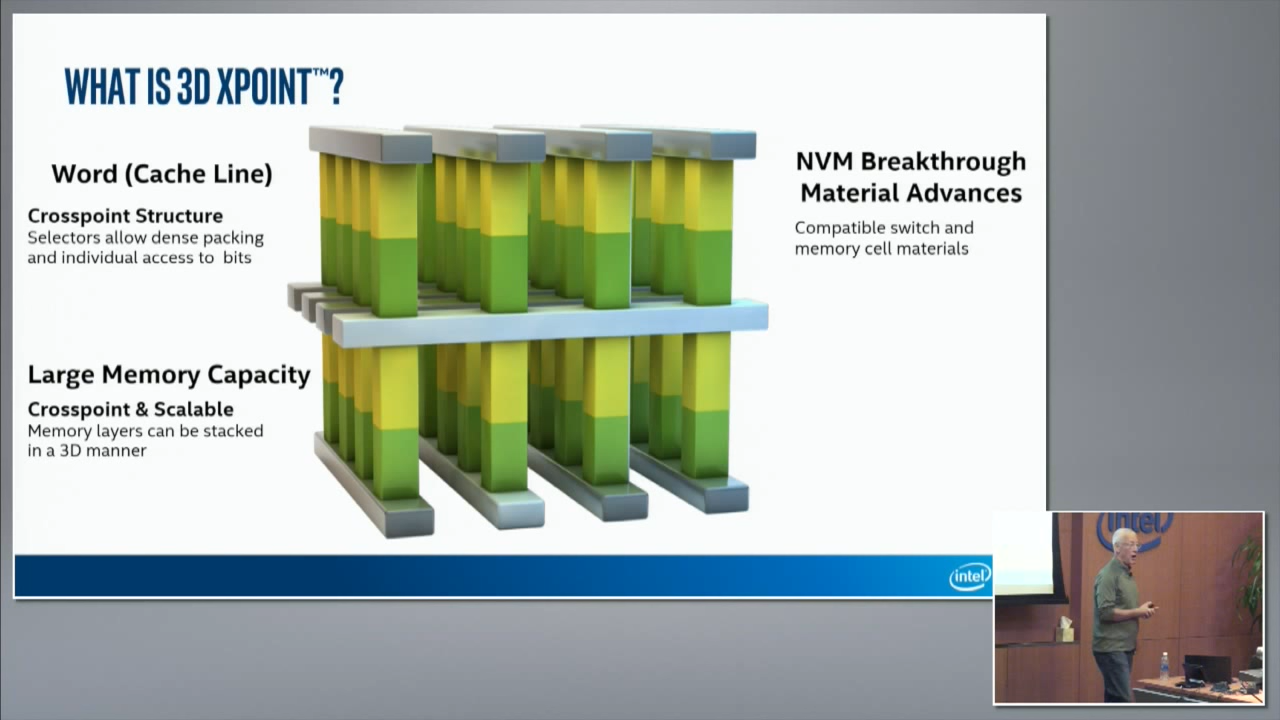 WHAT IS 3D XPOINT™?
Word (Cache Line)
Crosspoint Structure
Selectors allow dense packing
and individual access to bits
Large Memory Capacity
Crosspoint & Scalable
Memory layers can be stacked
in a 3D manner
NVM Breakthrough
Material Advances
Compatible switch and
memory cell materials
intel
intel